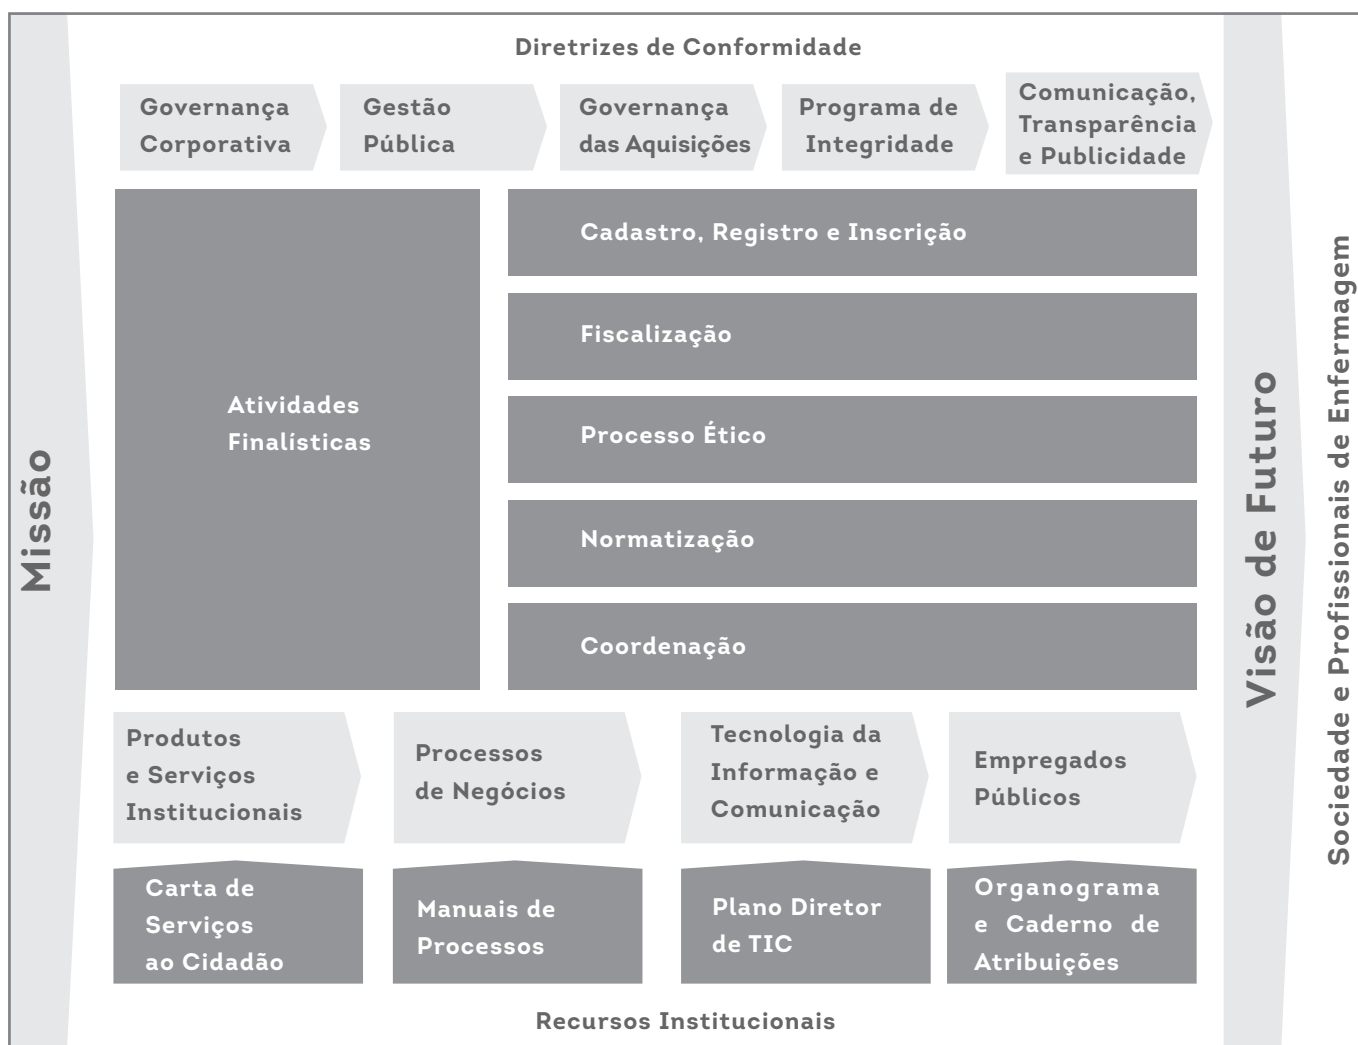 Diretrizes de Conformidade
Governança
Corporativa
Gestão
Pública
Governança
das Aquisições
Programa de
Integridade
Comunicação,
Transparência
e Publicidade
Missão
Atividades
Finalísticas
Cadastro, Registro e Inscrição
Fiscalização
Processo Ético
Normatização
Coordenação
Visão de Futuro
Sociedade e Profissionais de Enfermagem
Produtos
e Serviços
Institucionais
Processos
de Negócios
Tecnologia da
Informação e
Comunicação
Empregados
Públicos
Carta de
Serviços
ao Cidadão
Manuais de
Processos
Plano Diretor
de TIC
Organograma
e Caderno de
Atribuições
Recursos Institucionais